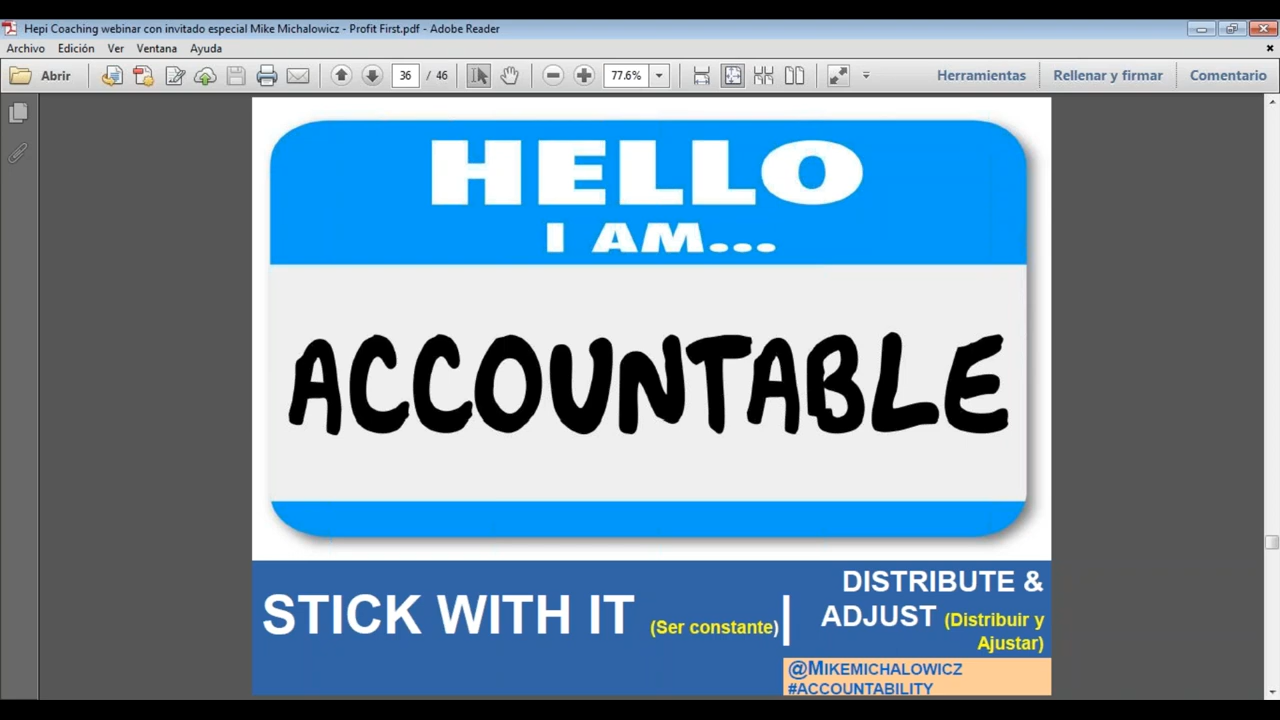 Hepi Coaching webinar con invitado especial Mike Michalowicz - Profit First.pdf - Adobe Reader
Archivo Edición Ver Ventana Ayuda
Abrir 36 / 46 77.6% Herramientas Rellenar y firmar Comentario
HELLO
I AM...
ACCOUNTABLE
STICK WITH IT (Ser constante) |
DISTRIBUTE &
ADJUST (Distribuir y
Ajustar)
@MIKEMICHALOWICZ
#ACCOUNTABILITY